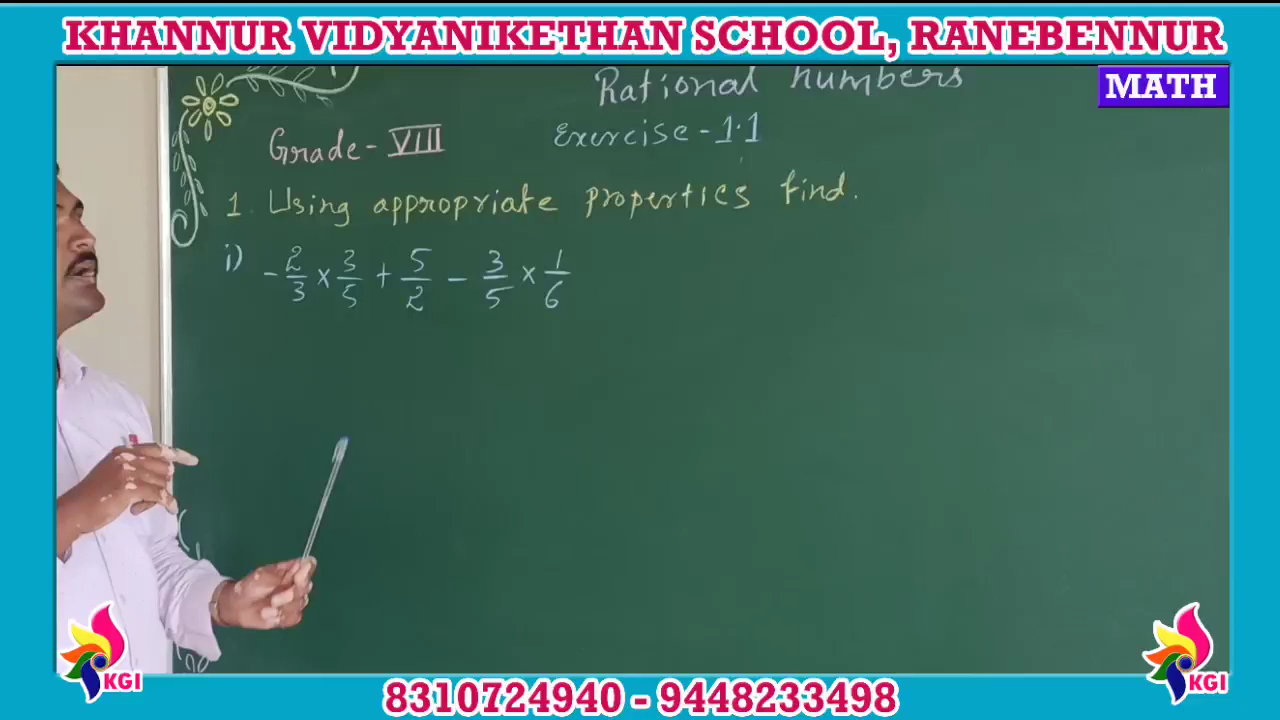 KHANNUR VIDYANIKETHAN SCHOOL, RANEBENNUR
MATH
Rational numbers
Grade - VIII
Exercise - 1.1
1. Using appropriate properties find.
i) -2/3 × 3/5 + 5/2 - 3/5 × 1/6
KGI
KGI
8310724940 - 9448233498